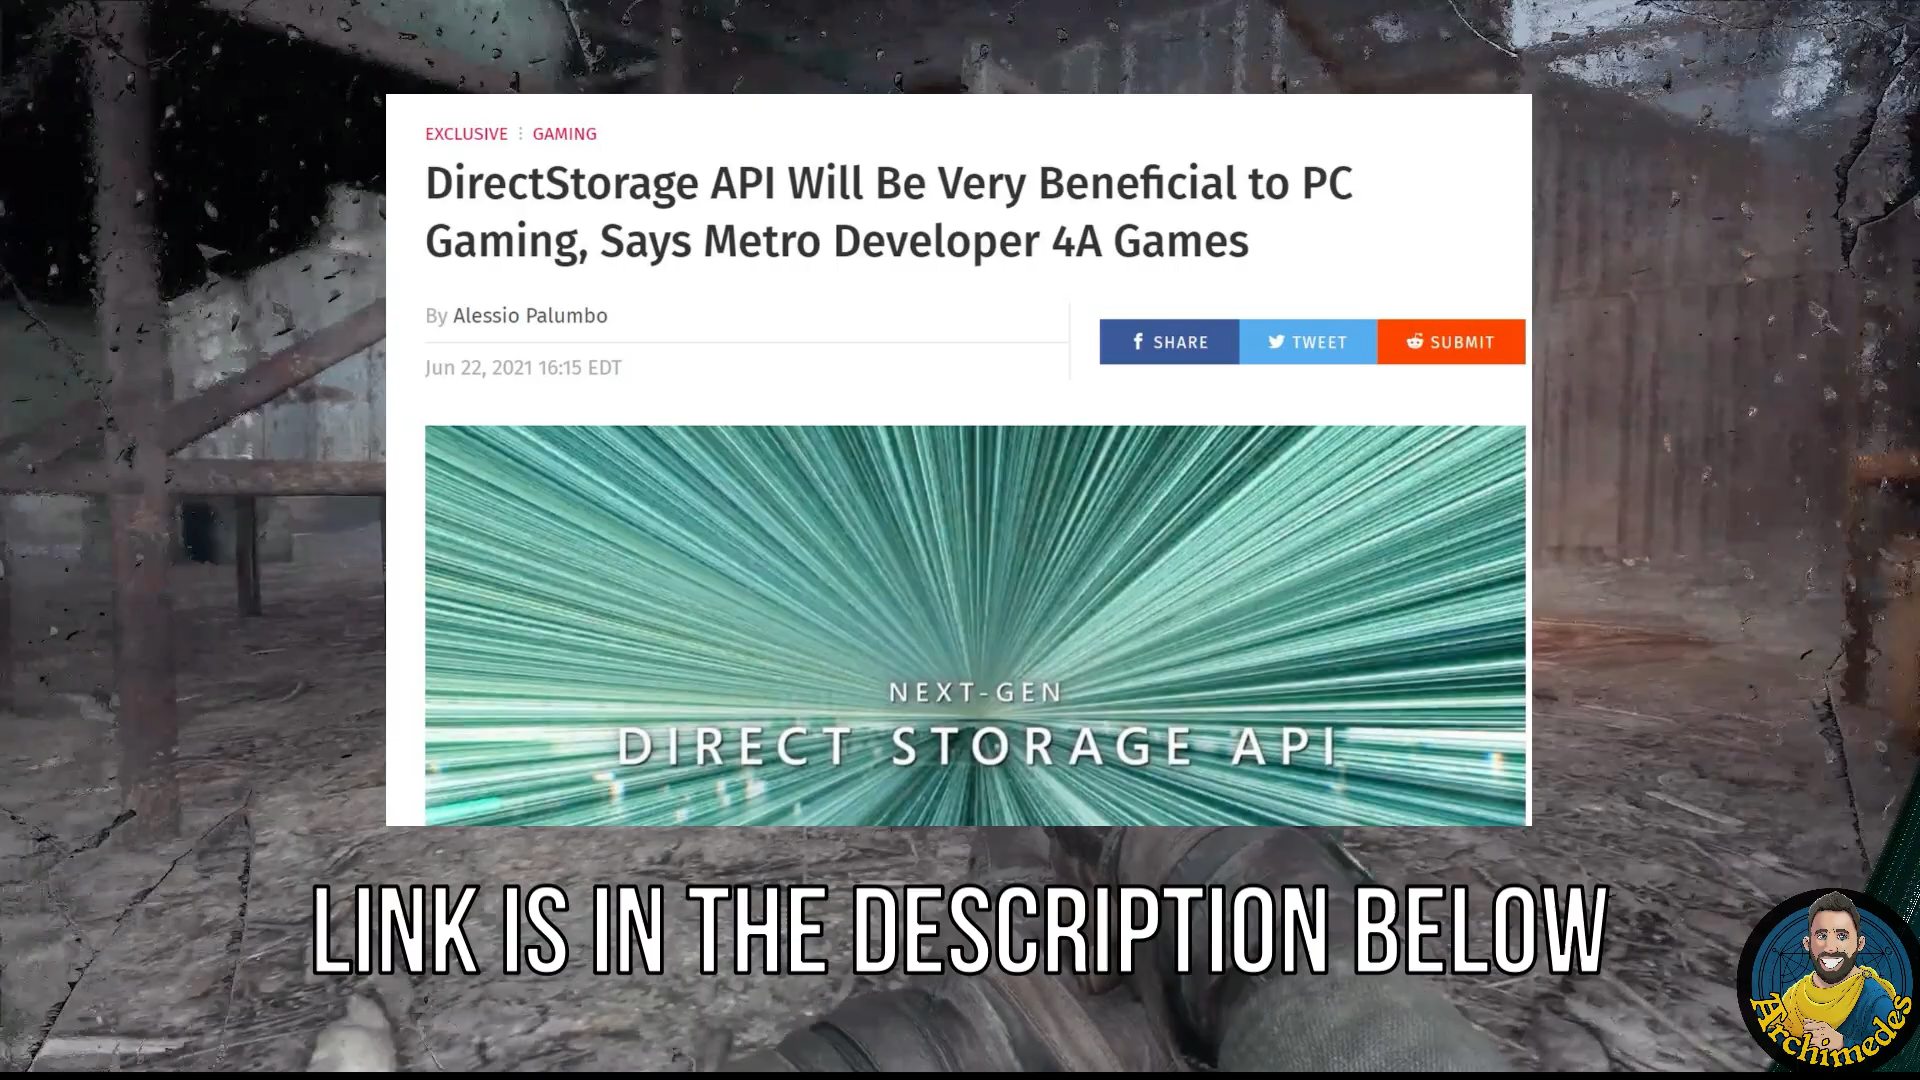 EXCLUSIVE ⋮ GAMING
DirectStorage API Will Be Very Beneficial to PC
Gaming, Says Metro Developer 4A Games
By Alessio Palumbo
Jun 22, 2021 16:15 EDT
SHARE TWEET SUBMIT
NEXT-GEN
DIRECT STORAGE API
LINK IS IN THE DESCRIPTION BELOW
Archimedes